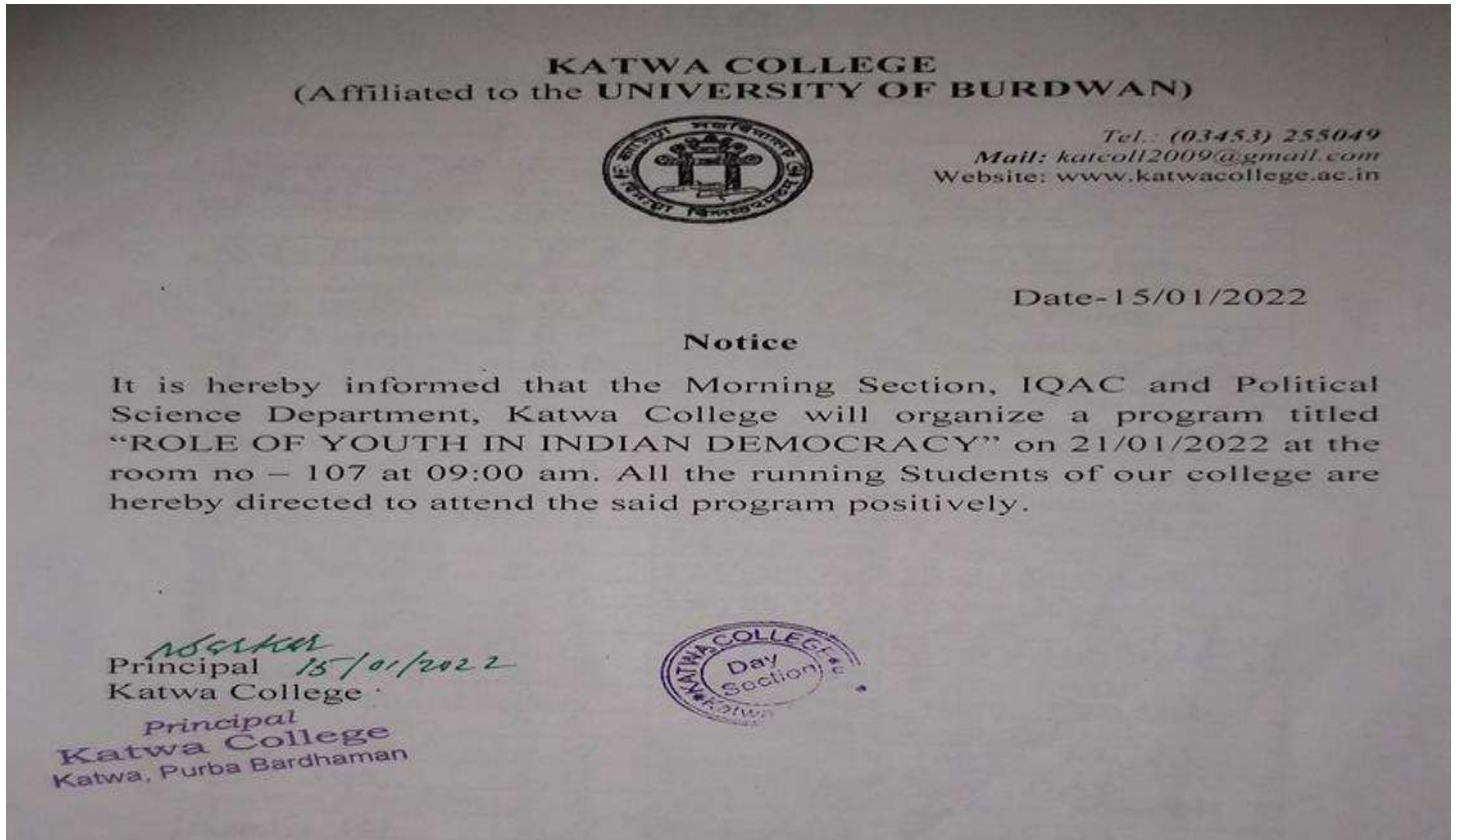 KATWA COLLEGE
(Affiliated to the UNIVERSITY OF BURDWAN)
Tel.: (03453) 255049
Mail: katcoll2009@gmail.com
Website: www.katwacollege.ac.in
Date-15/01/2022
Notice
It is hereby informed that the Morning Section, IQAC and Political
Science Department, Katwa College will organize a program titled
“ROLE OF YOUTH IN INDIAN DEMOCRACY” on 21/01/2022 at the
room no – 107 at 09:00 am. All the running Students of our college are
hereby directed to attend the said program positively.
Principal 15/01/2022
Katwa College
Principal
Katwa College
Katwa, Purba Bardhaman
KATWA COLLEGE
Day
Section
Katwa